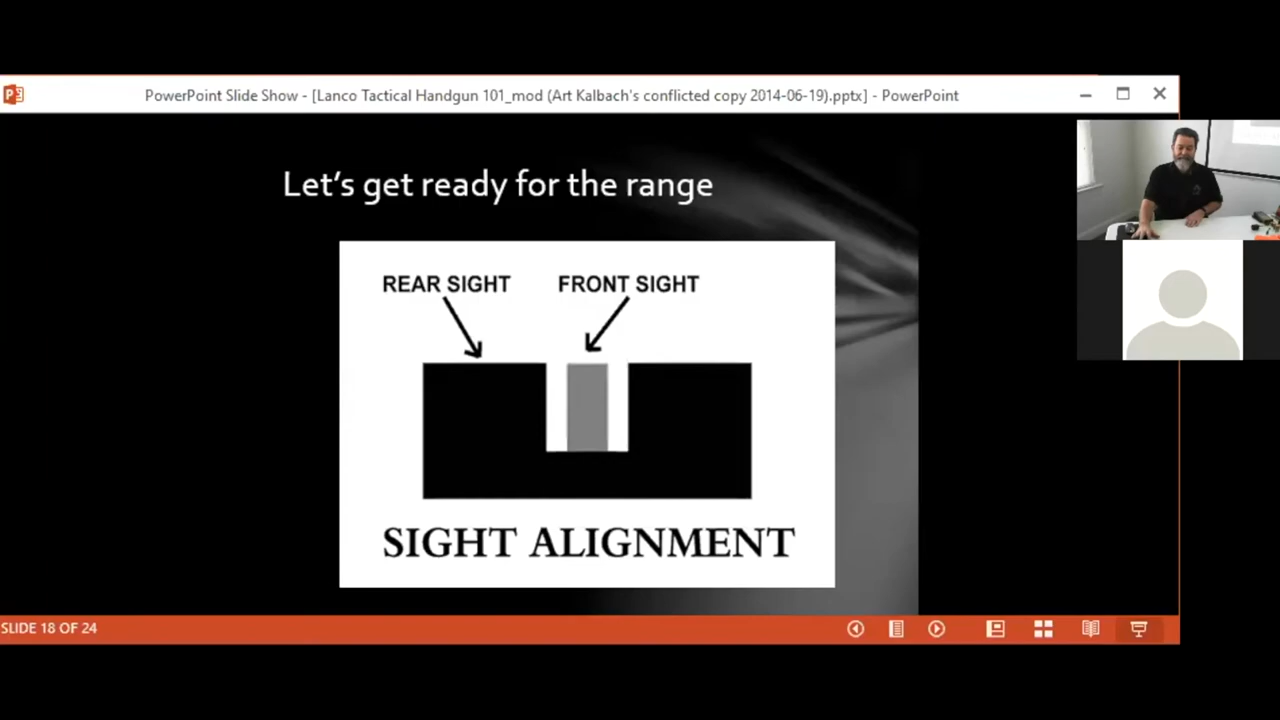 PowerPoint Slide Show - [Lanco Tactical Handgun 101_mod (Art Kalbach's conflicted copy 2014-06-19).pptx] - PowerPoint
Let's get ready for the range
REAR SIGHT FRONT SIGHT
SIGHT ALIGNMENT
SLIDE 18 OF 24